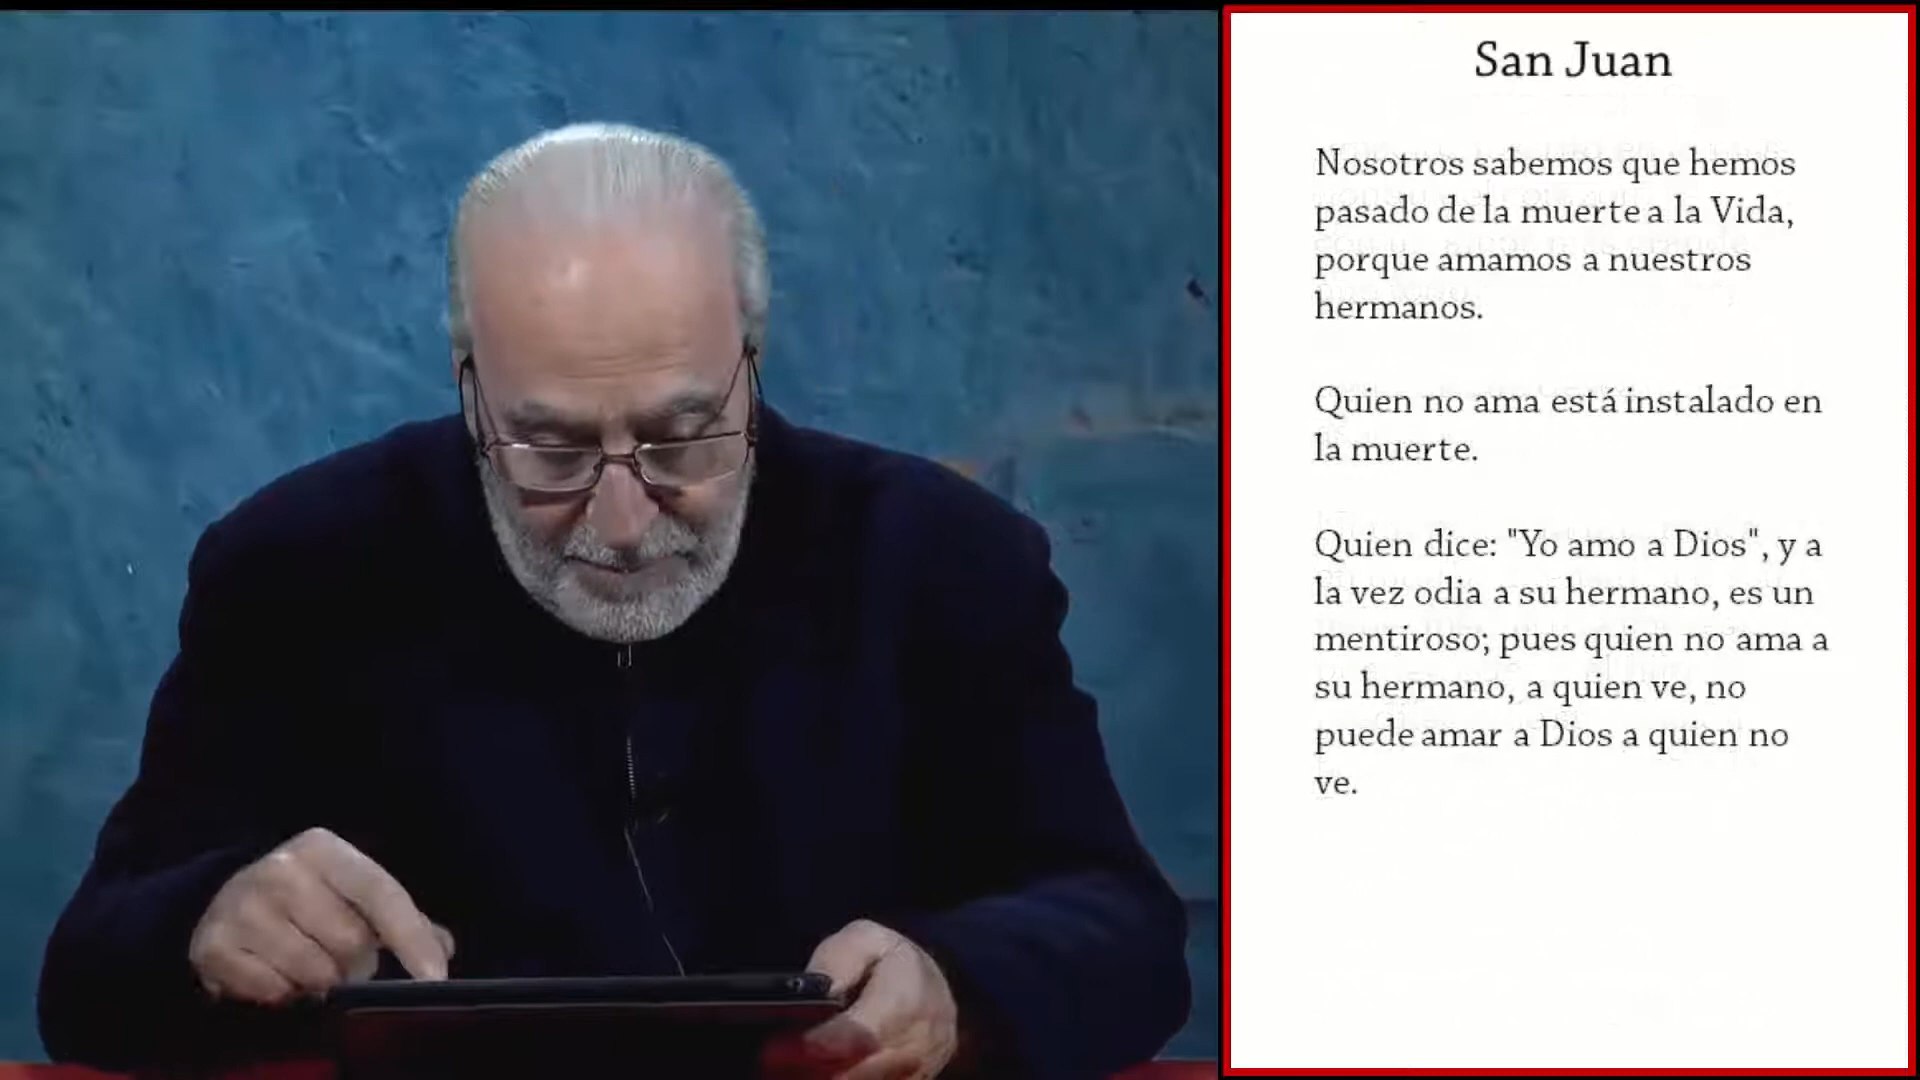 San Juan
Nosotros sabemos que hemos
pasado de la muerte a la Vida,
porque amamos a nuestros
hermanos.
Quien no ama está instalado en
la muerte.
Quien dice: "Yo amo a Dios", y a
la vez odia a su hermano, es un
mentiroso; pues quien no ama a
su hermano, a quien ve, no
puede amar a Dios a quien no
ve.